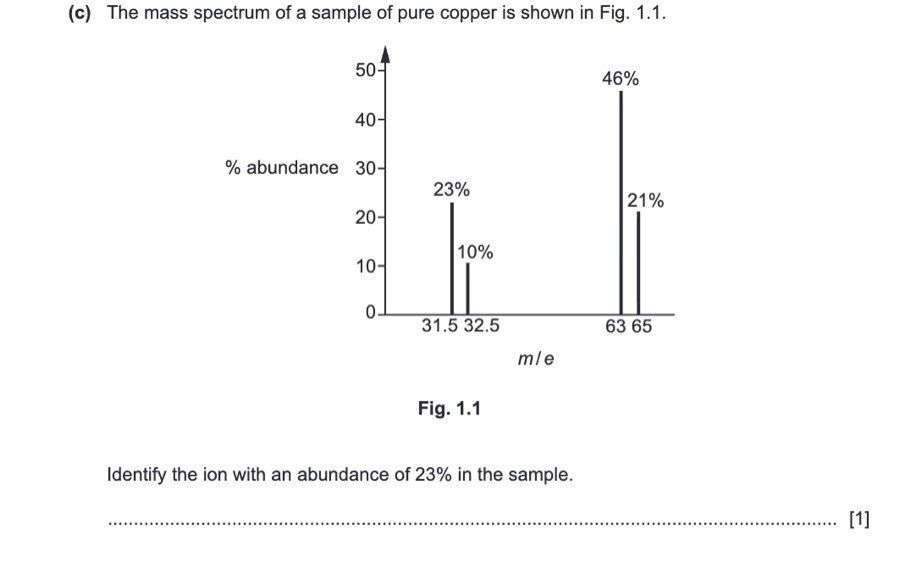 (c) The mass spectrum of a sample of pure copper is shown in Fig. 1.1.
50
46%
40
% abundance 30
23%
21%
20
10%
10
0
31.5 32.5 63 65
m/e
Fig. 1.1
Identify the ion with an abundance of 23% in the sample.
.......................................................................................................................................... [1]